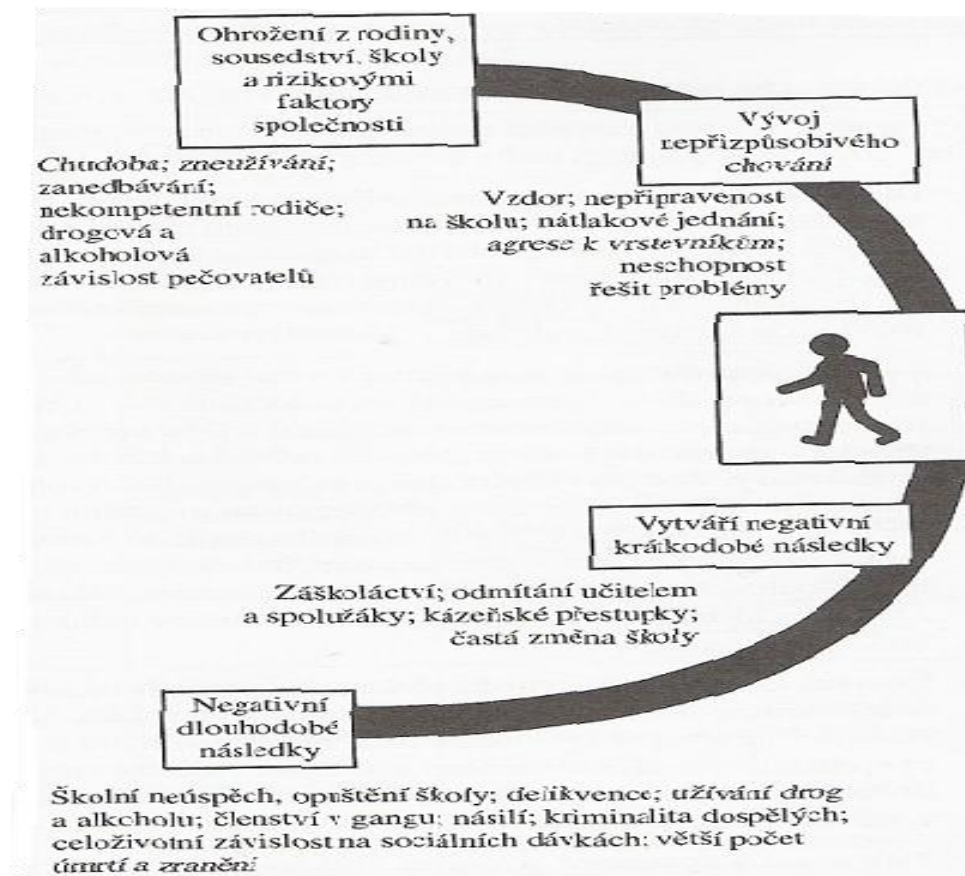 Ohrožení z rodiny,
sousedství, školy
a rizikovými
faktory
společnosti
Chudoba; zneužívání;
zanedbávání;
nekompetentní rodiče;
drogová a
alkoholová
závislost pečovatelů
Vývoj
nepřizpůsobivého
chování
Vzdor; nepřipravenost
na školu; nátlakové jednání;
agrese k vrstevníkům;
neschopnost
řešit problémy
Vytváří negativní
krátkodobé následky
Záškoláctví; odmítání učitelem
a spolužáky; kázeňské přestupky;
častá změna školy
Negativní
dlouhodobé
následky
Školní neúspěch, opuštění školy; delikvence; užívání drog
a alkoholu; členství v gangu; násilí; kriminalita dospělých;
celoživotní závislost na sociálních dávkách; větší počet
úmrtí a zranění